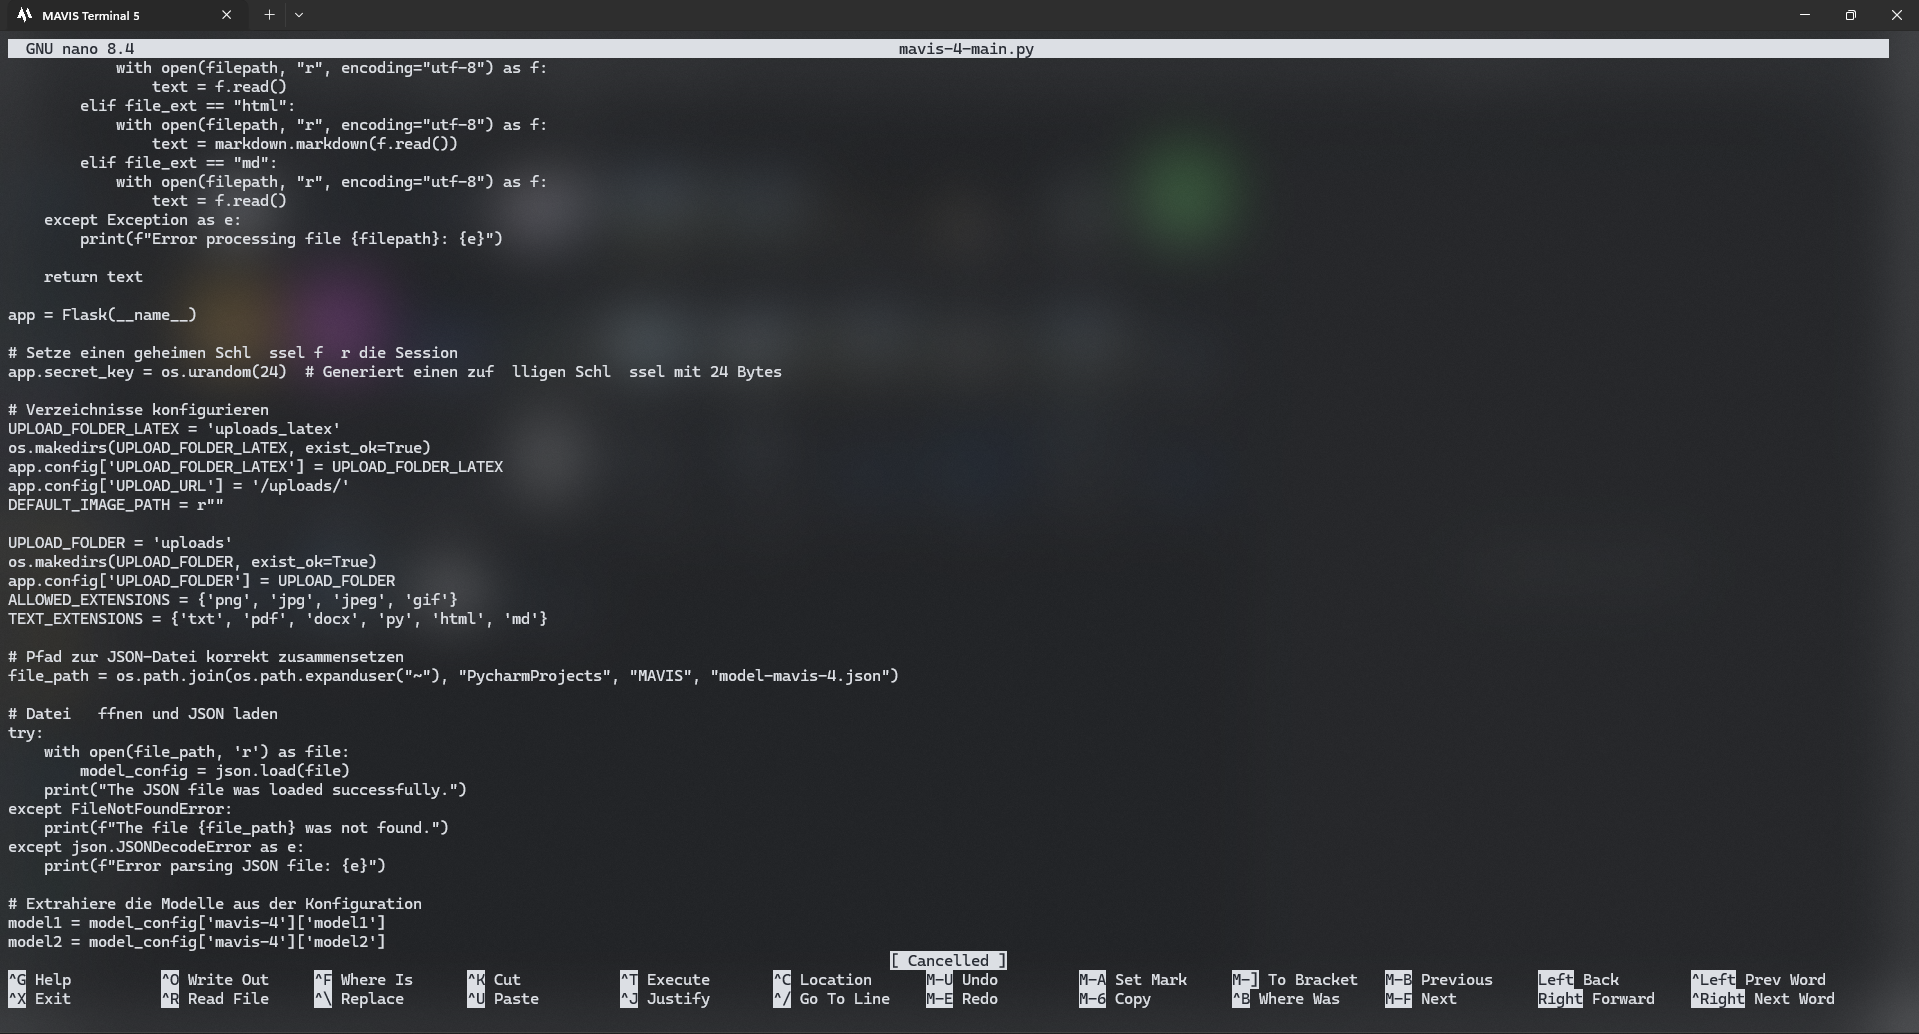 MAVIS Terminal 5
GNU nano 8.4 mavis-4-main.py
            with open(filepath, "r", encoding="utf-8") as f:
                text = f.read()
        elif file_ext == "html":
            with open(filepath, "r", encoding="utf-8") as f:
                text = markdown.markdown(f.read())
        elif file_ext == "md":
            with open(filepath, "r", encoding="utf-8") as f:
                text = f.read()
    except Exception as e:
        print(f"Error processing file {filepath}: {e}")
    return text
app = Flask(__name__)
# Setze einen geheimen Schl  ssel f  r die Session
app.secret_key = os.urandom(24)  # Generiert einen zuf  lligen Schl  ssel mit 24 Bytes
# Verzeichnisse konfigurieren
UPLOAD_FOLDER_LATEX = 'uploads_latex'
os.makedirs(UPLOAD_FOLDER_LATEX, exist_ok=True)
app.config['UPLOAD_FOLDER_LATEX'] = UPLOAD_FOLDER_LATEX
app.config['UPLOAD_URL'] = '/uploads/'
DEFAULT_IMAGE_PATH = r""
UPLOAD_FOLDER = 'uploads'
os.makedirs(UPLOAD_FOLDER, exist_ok=True)
app.config['UPLOAD_FOLDER'] = UPLOAD_FOLDER
ALLOWED_EXTENSIONS = {'png', 'jpg', 'jpeg', 'gif'}
TEXT_EXTENSIONS = {'txt', 'pdf', 'docx', 'py', 'html', 'md'}
# Pfad zur JSON-Datei korrekt zusammensetzen
file_path = os.path.join(os.path.expanduser("~"), "PycharmProjects", "MAVIS", "model-mavis-4.json")
# Datei   ffnen und JSON laden
try:
    with open(file_path, 'r') as file:
        model_config = json.load(file)
    print("The JSON file was loaded successfully.")
except FileNotFoundError:
    print(f"The file {file_path} was not found.")
except json.JSONDecodeError as e:
    print(f"Error parsing JSON file: {e}")
# Extrahiere die Modelle aus der Konfiguration
model1 = model_config['mavis-4']['model1']
model2 = model_config['mavis-4']['model2']
[ Cancelled ]
^G Help ^O Write Out ^F Where Is ^K Cut ^T Execute ^C Location M-U Undo M-A Set Mark M-] To Bracket M-B Previous Left Back ^Left Prev Word
^X Exit ^R Read File ^\ Replace ^U Paste ^J Justify ^/ Go To Line M-E Redo M-6 Copy ^B Where Was M-F Next Right Forward ^Right Next Word